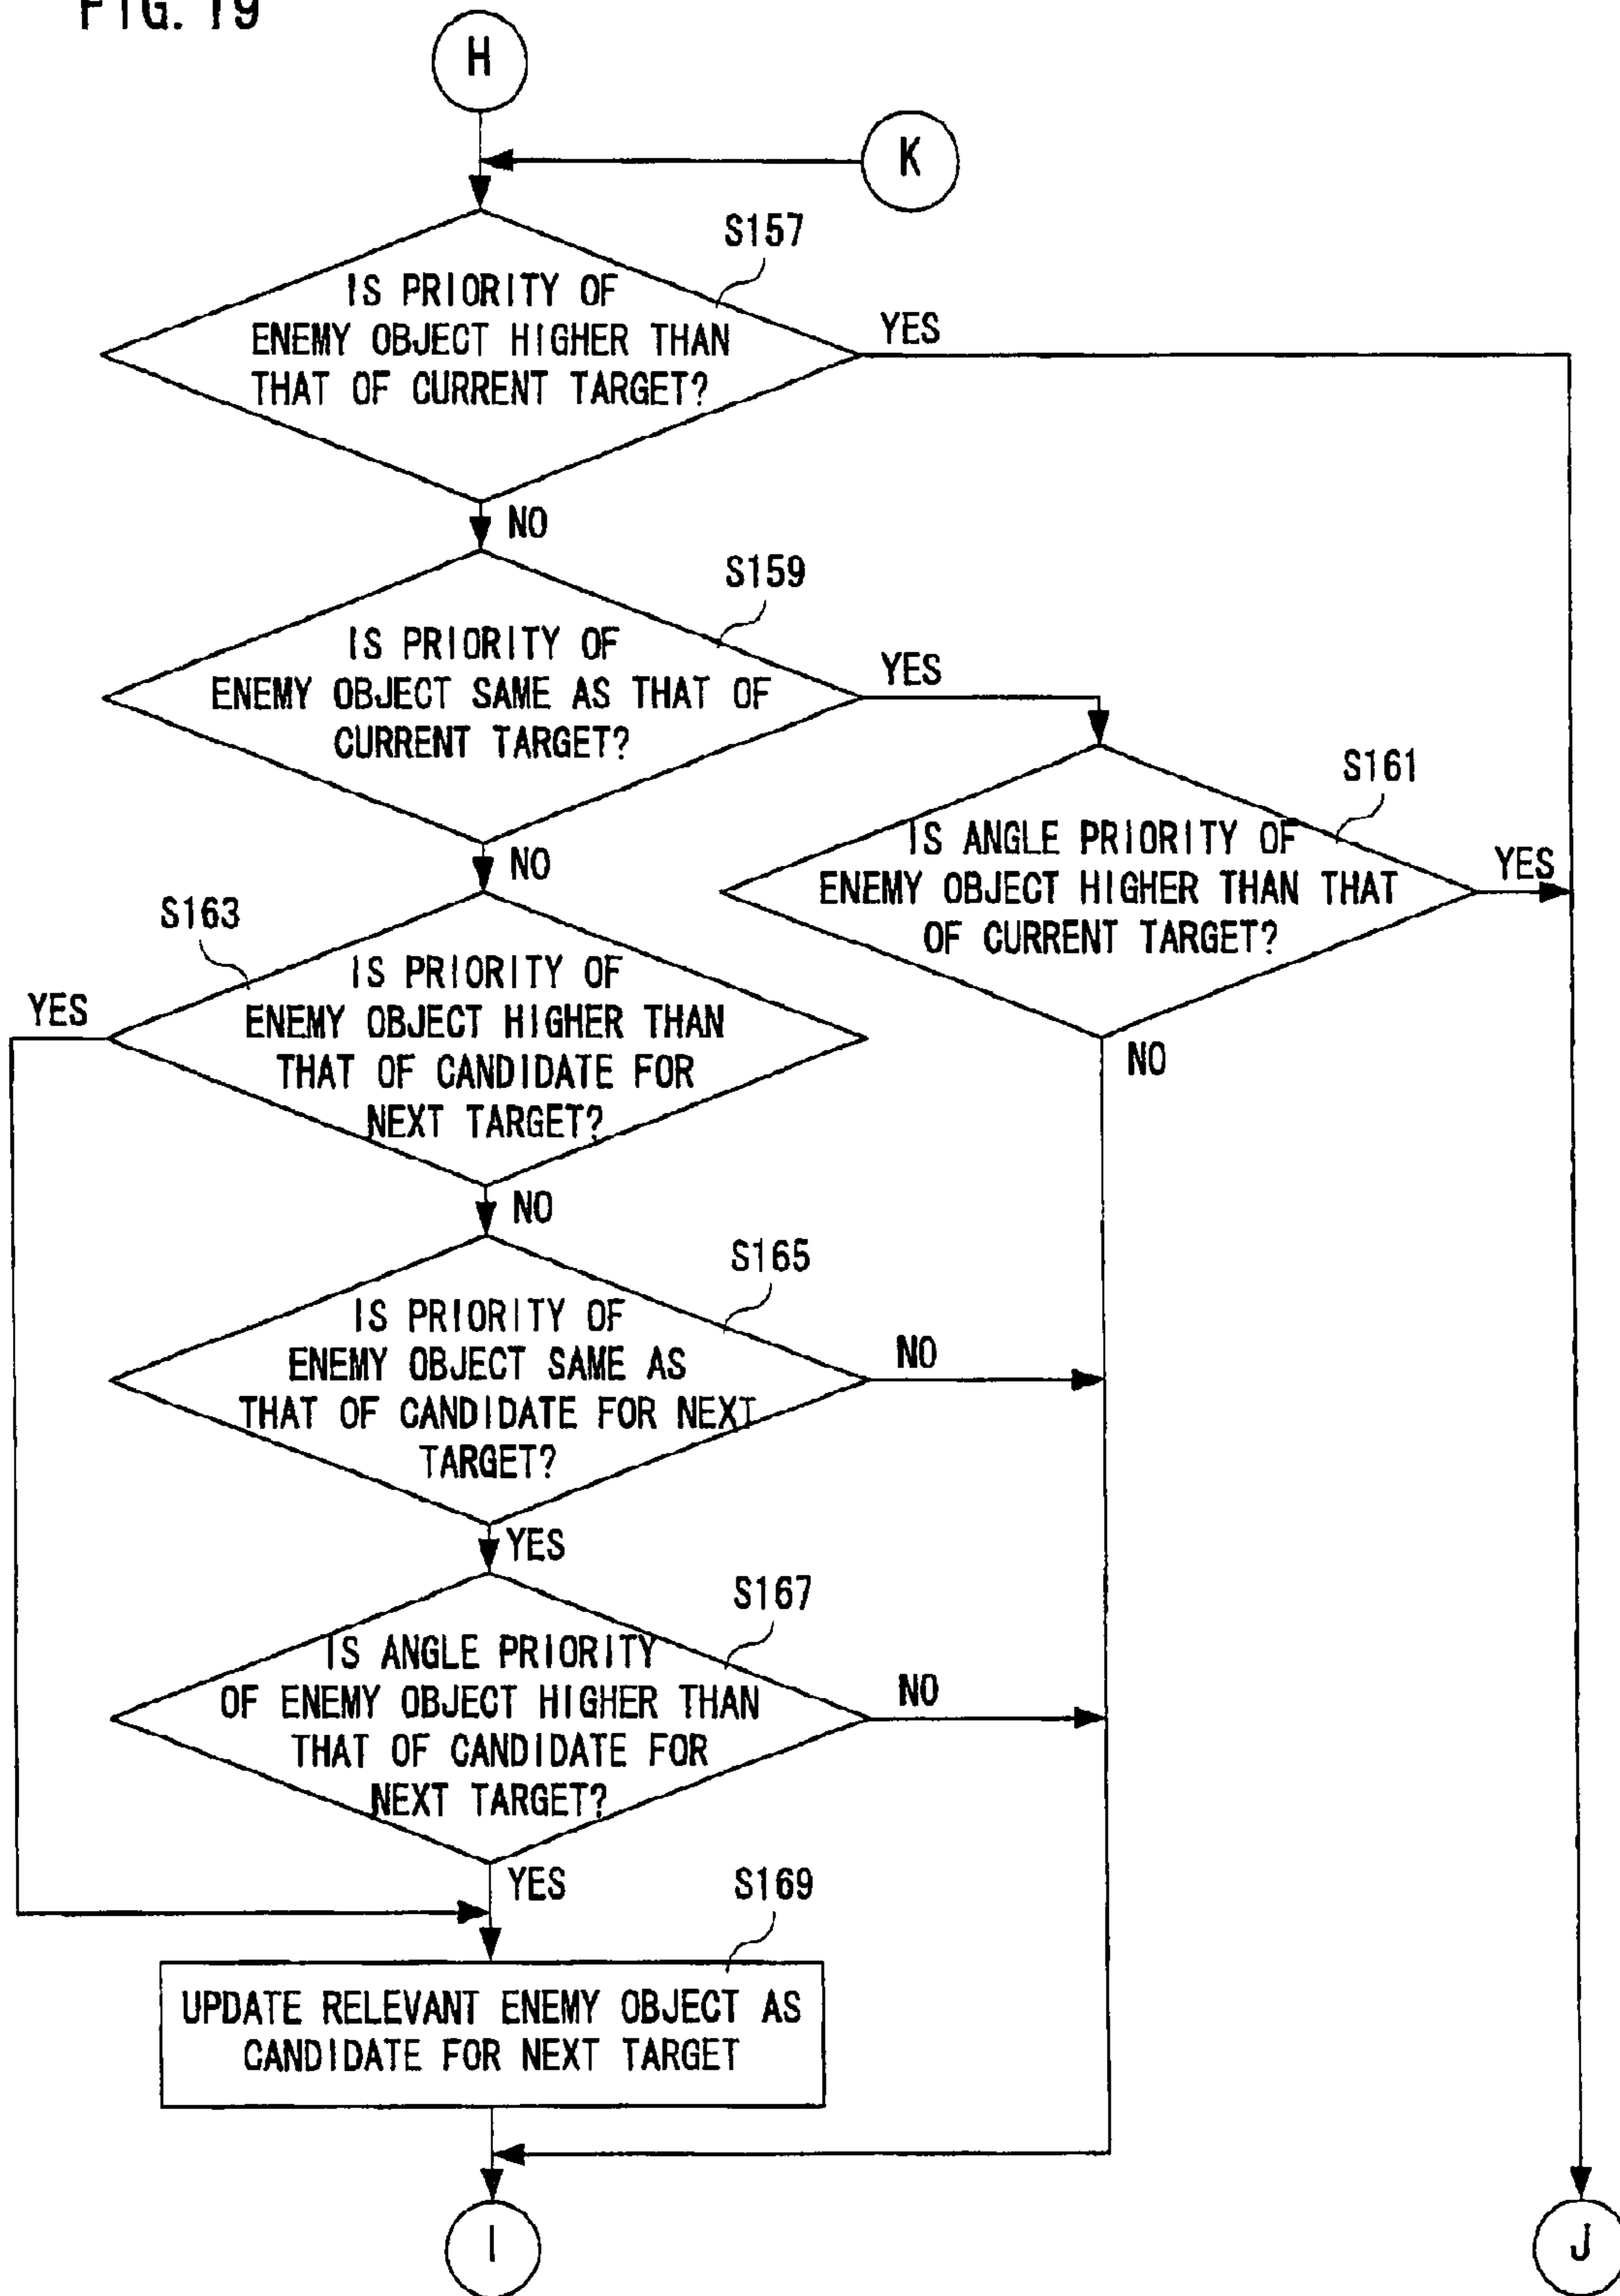 FIG. 19
H
K
S157
IS PRIORITY OF
ENEMY OBJECT HIGHER THAN
THAT OF CURRENT TARGET?
YES
NO
S159
IS PRIORITY OF
ENEMY OBJECT SAME AS THAT OF
CURRENT TARGET?
YES
NO
S161
IS ANGLE PRIORITY OF
ENEMY OBJECT HIGHER THAN THAT
OF CURRENT TARGET?
YES
NO
S163
IS PRIORITY OF
ENEMY OBJECT HIGHER THAN
THAT OF CANDIDATE FOR
NEXT TARGET?
YES
NO
S165
IS PRIORITY OF
ENEMY OBJECT SAME AS
THAT OF CANDIDATE FOR NEXT
TARGET?
NO
YES
S167
IS ANGLE PRIORITY
OF ENEMY OBJECT HIGHER THAN
THAT OF CANDIDATE FOR
NEXT TARGET?
NO
YES
S169
UPDATE RELEVANT ENEMY OBJECT AS
CANDIDATE FOR NEXT TARGET
I
J